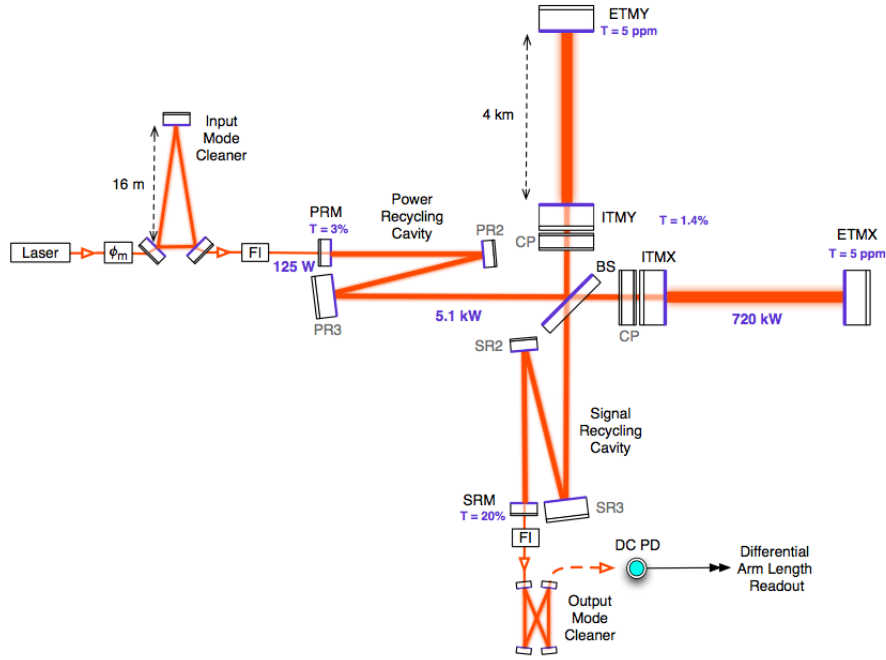 ETMY
T = 5 ppm
4 km
Input
Mode
Cleaner
16 m
Power
Recycling
Cavity
PRM
T = 3%
PR2
ITMY
T = 1.4%
CP
ETMX
T = 5 ppm
Laser
ϕm
FI
125 W
BS
ITMX
PR3
5.1 kW
CP
720 kW
SR2
Signal
Recycling
Cavity
SRM
T = 20%
SR3
FI
DC PD
Differential
Arm Length
Readout
Output
Mode
Cleaner